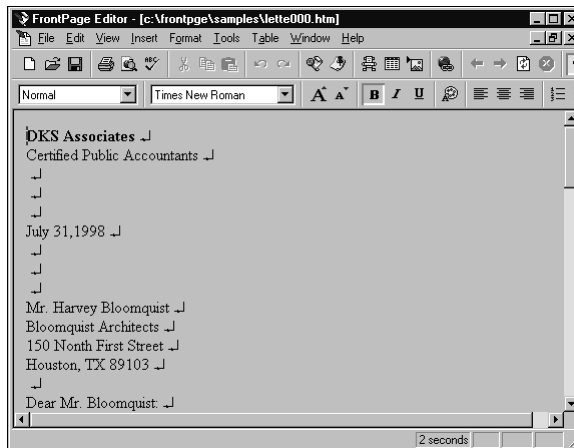 FrontPage Editor - [c:\frontpge\samples\lette000.htm]
File Edit View Insert Format Tools Table Window Help
Normal Times New Roman A A B I U
DKS Associates
Certified Public Accountants
July 31,1998
Mr. Harvey Bloomquist
Bloomquist Architects
150 Nonth First Street
Houston, TX 89103
Dear Mr. Bloomquist:
2 seconds